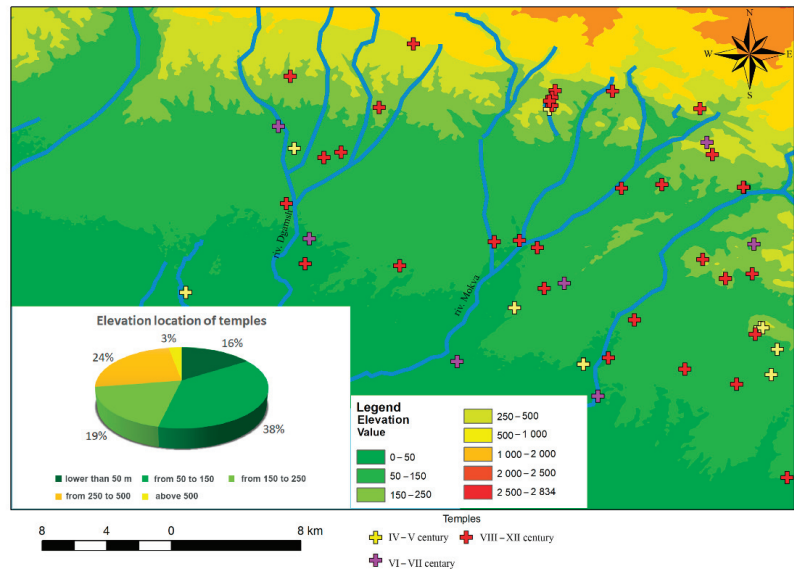 N
W E
S
riv. Dgamsh
riv. Mokva
Elevation location of temples
3%
16%
24%
19%
38%
lower than 50 m from 50 to 150 from 150 to 250
from 250 to 500 above 500
Legend
Elevation
Value
0–50
50–150
150–250
250–500
500–1 000
1 000–2 000
2 000–2 500
2 500–2 834
8 4 0 8 km
Temples
IV–V century VIII–XII century
VI–VII centary